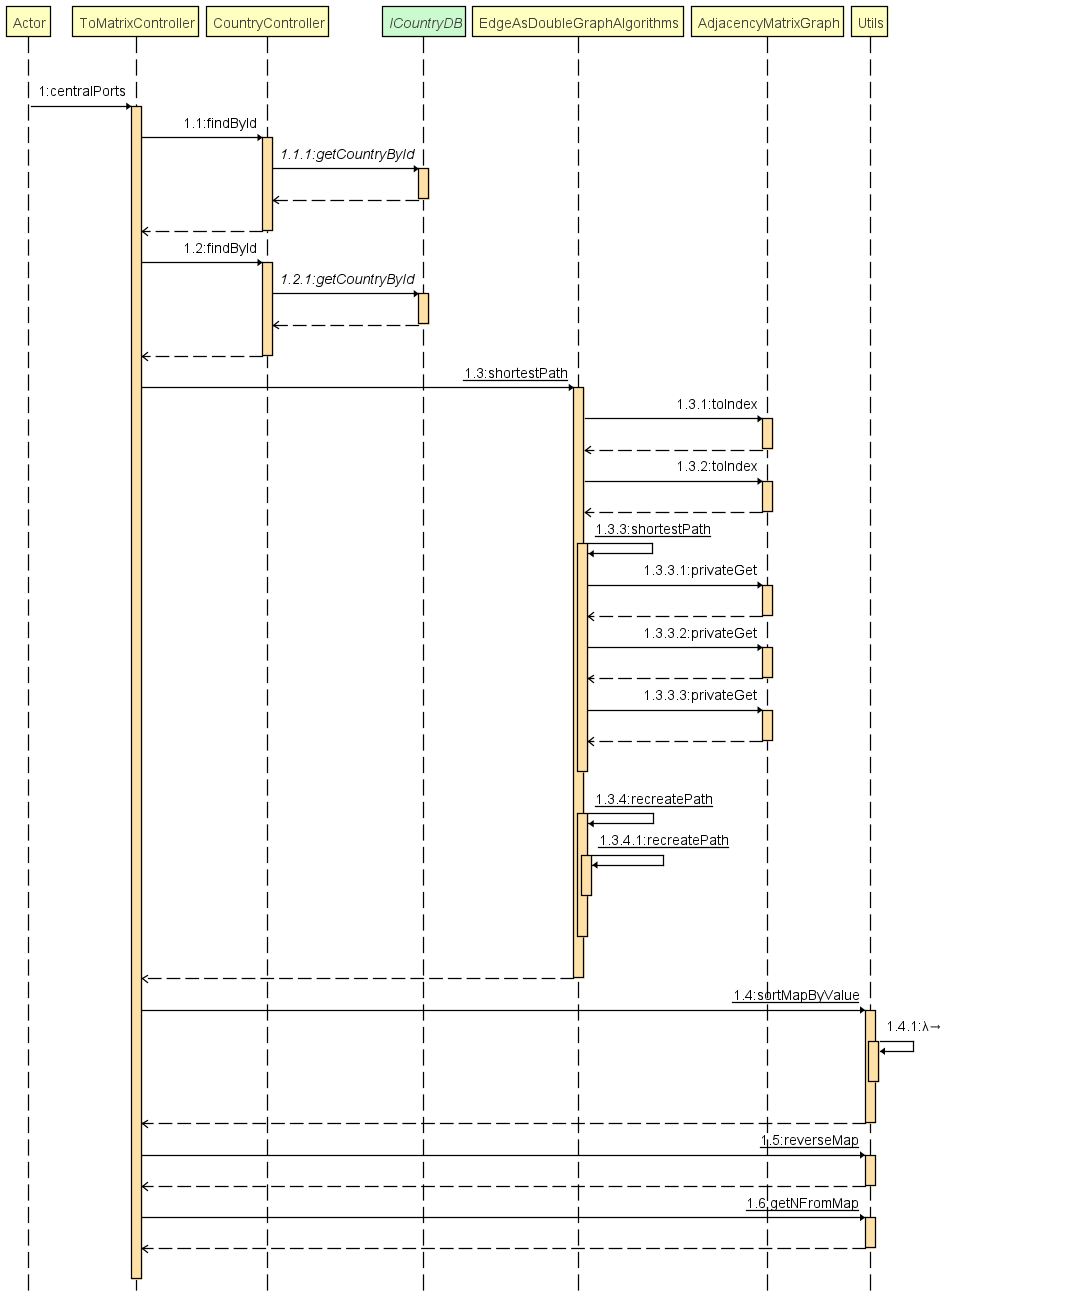 Actor ToMatrixController CountryController ICountryDB EdgeAsDoubleGraphAlgorithms AdjacencyMatrixGraph Utils
1:centralPorts
1.1:findById
1.1.1:getCountryById
1.2:findById
1.2.1:getCountryById
1.3:shortestPath
1.3.1:toIndex
1.3.2:toIndex
1.3.3:shortestPath
1.3.3.1:privateGet
1.3.3.2:privateGet
1.3.3.3:privateGet
1.3.4:recreatePath
1.3.4.1:recreatePath
1.4:sortMapByValue
1.4.1:λ→
1.5:reverseMap
1.6:getNFromMap